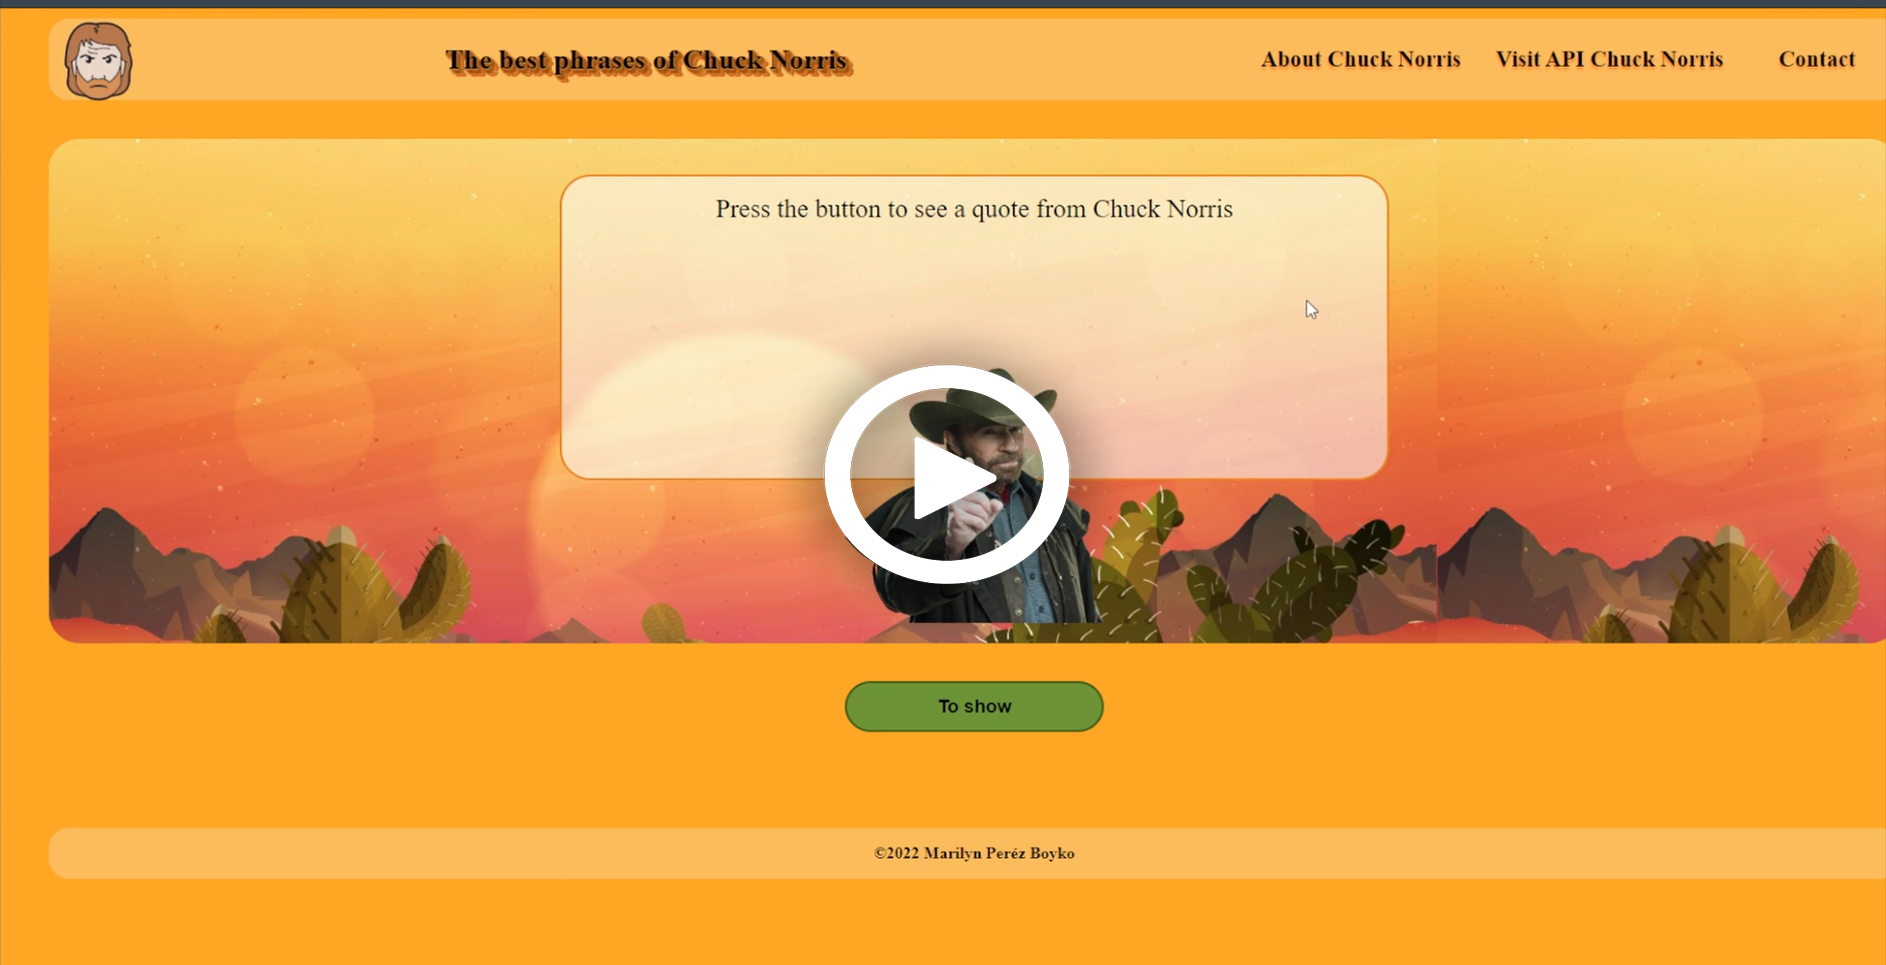 The best phrases of Chuck Norris
About Chuck Norris
Visit API Chuck Norris
Contact
Press the button to see a quote from Chuck Norris
To show
©2022 Marilyn Peréz Boyko